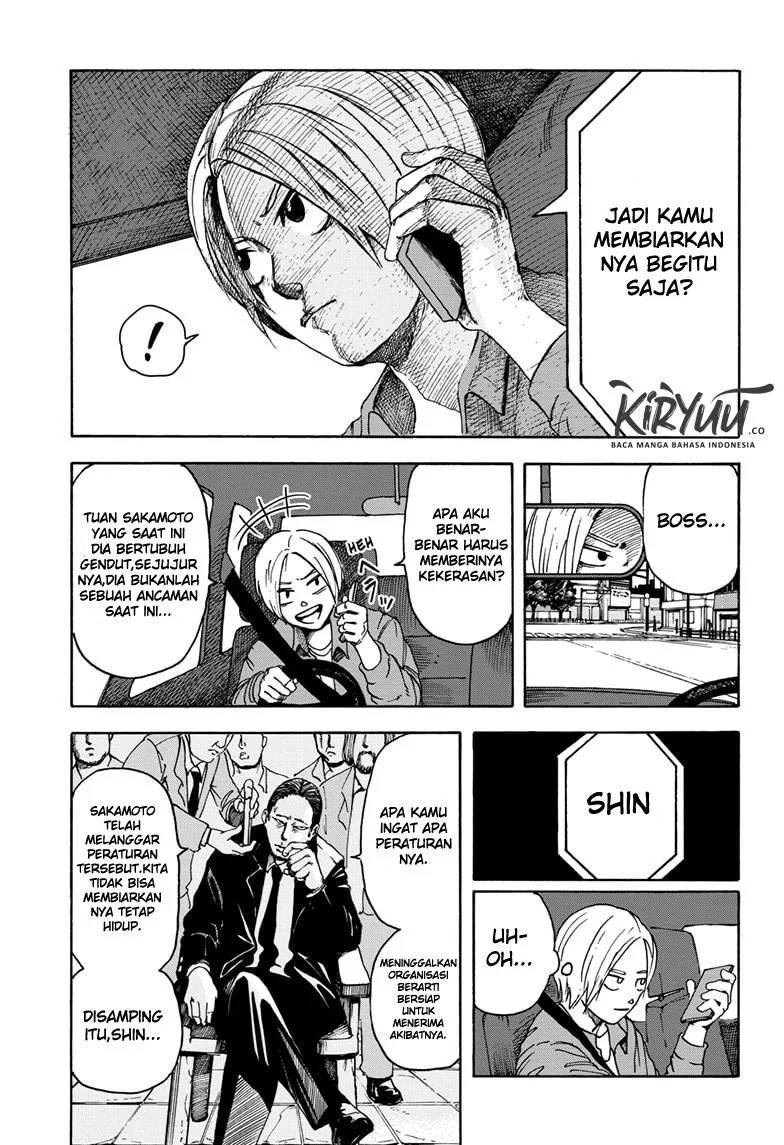 JADI KAMU
MEMBIARKAN
NYA BEGITU
SAJA?
!
KIRYUU.CO
BACA MANGA BAHASA INDONESIA
BOSS...
APA AKU
BENAR-
BENAR HARUS
MEMBERINYA
KEKERASAN?
HEH
TUAN SAKAMOTO
YANG SAAT INI
DIA BERTUBUH
GENDUT,SEJUJUR
NYA,DIA BUKANLAH
SEBUAH ANCAMAN
SAAT INI...
SHIN
UH-
OH...
APA KAMU
INGAT APA
PERATURAN
NYA.
MENINGGALKAN
ORGANISASI
BERARTI
BERSIAP
UNTUK
MENERIMA
AKIBATNYA.
SAKAMOTO
TELAH
MELANGGAR
PERATURAN
TERSEBUT.KITA
TIDAK BISA
MEMBIARKAN
NYA TETAP
HIDUP.
DISAMPING
ITU,SHIN...